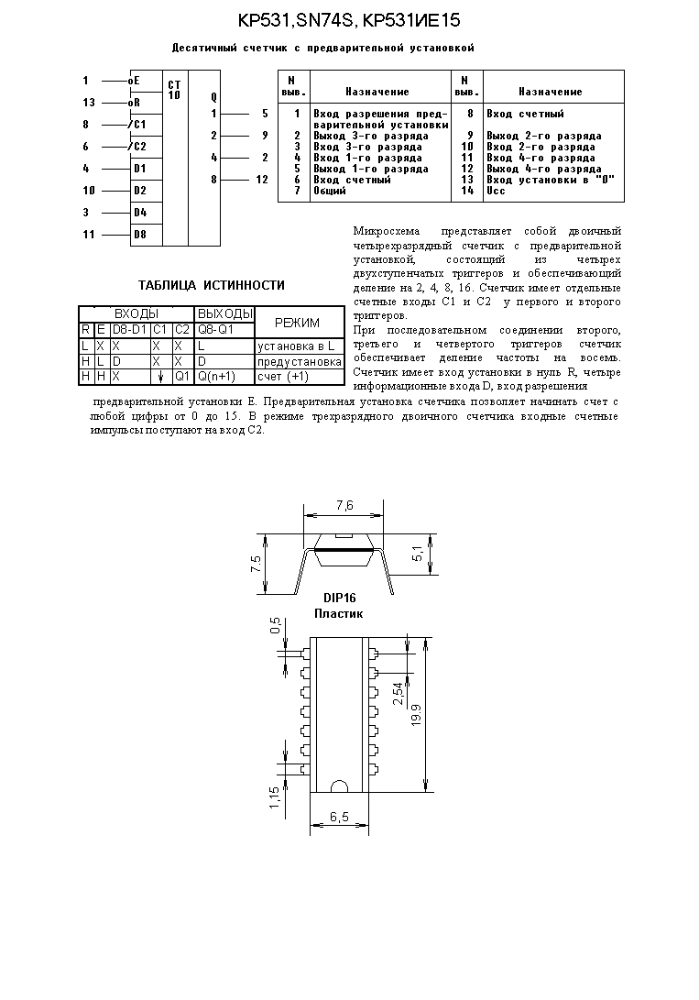 КР531,SN74S, КР531ИЕ15
Десятичный счетчик с предварительной установкой
1 oE CT
10 Q
13 oR 1 5
8 /C1 2 9
6 /C2 4 2
4 D1 8 12
10 D2
3 D4
11 D8
N выв. Назначение N выв. Назначение
1 Вход разрешения пред-
варительной установки 8 Вход счетный
2 Выход 3-го разряда 9 Выход 2-го разряда
3 Вход 3-го разряда 10 Вход 2-го разряда
4 Вход 1-го разряда 11 Вход 4-го разряда
5 Выход 1-го разряда 12 Выход 4-го разряда
6 Вход счетный 13 Вход установки в "0"
7 Общий 14 Ucc
Микросхема представляет собой двоичный
четырехразрядный счетчик с предварительной
установкой, состоящий из четырех
двухступенчатых триггеров и обеспечивающий
деление на 2, 4, 8, 16. Счетчик имеет отдельные
счетные входы С1 и С2 у первого и второго
триггеров.
При последовательном соединении второго,
третьего и четвертого триггеров счетчик
обеспечивает деление частоты на восемь.
Счетчик имеет вход установки в нуль R, четыре
информационные входа D, вход разрешения
предварительной установки Е. Предварительная установка счетчика позволяет начинать счет с
любой цифры от 0 до 15. В режиме трехразрядного двоичного счетчика входные счетные
импульсы поступают на вход С2.
ТАБЛИЦА ИСТИННОСТИ
ВХОДЫ ВЫХОДЫ РЕЖИМ
R E D8-D1 C1 C2 Q8-Q1
L X X X X L установка в L
H L D X X D предустановка
H H X ↓ Q1 Q(n+1) счет (+1)
7,6
7.5
5,1
DIP16
Пластик
0,5
2,54
19.9
1,15
6,5